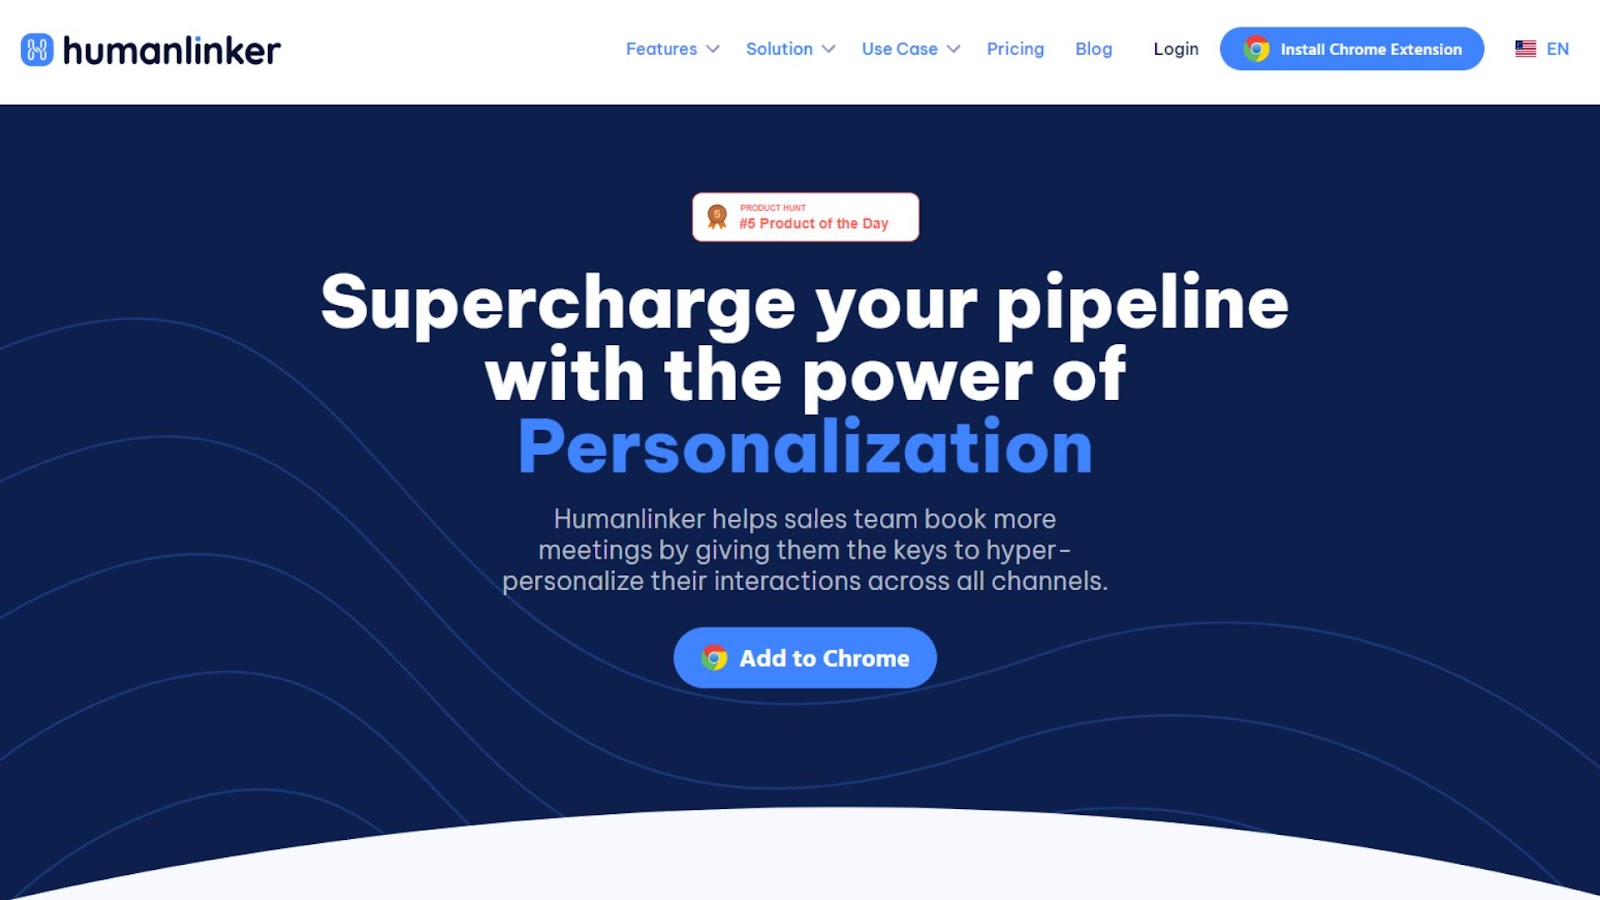 humanlinker
Features
Solution
Use Case
Pricing
Blog
Login
Install Chrome Extension
EN
5
PRODUCT HUNT
#5 Product of the Day
Supercharge your pipeline
with the power of
Personalization
Humanlinker helps sales team book more
meetings by giving them the keys to hyper-
personalize their interactions across all channels.
Add to Chrome